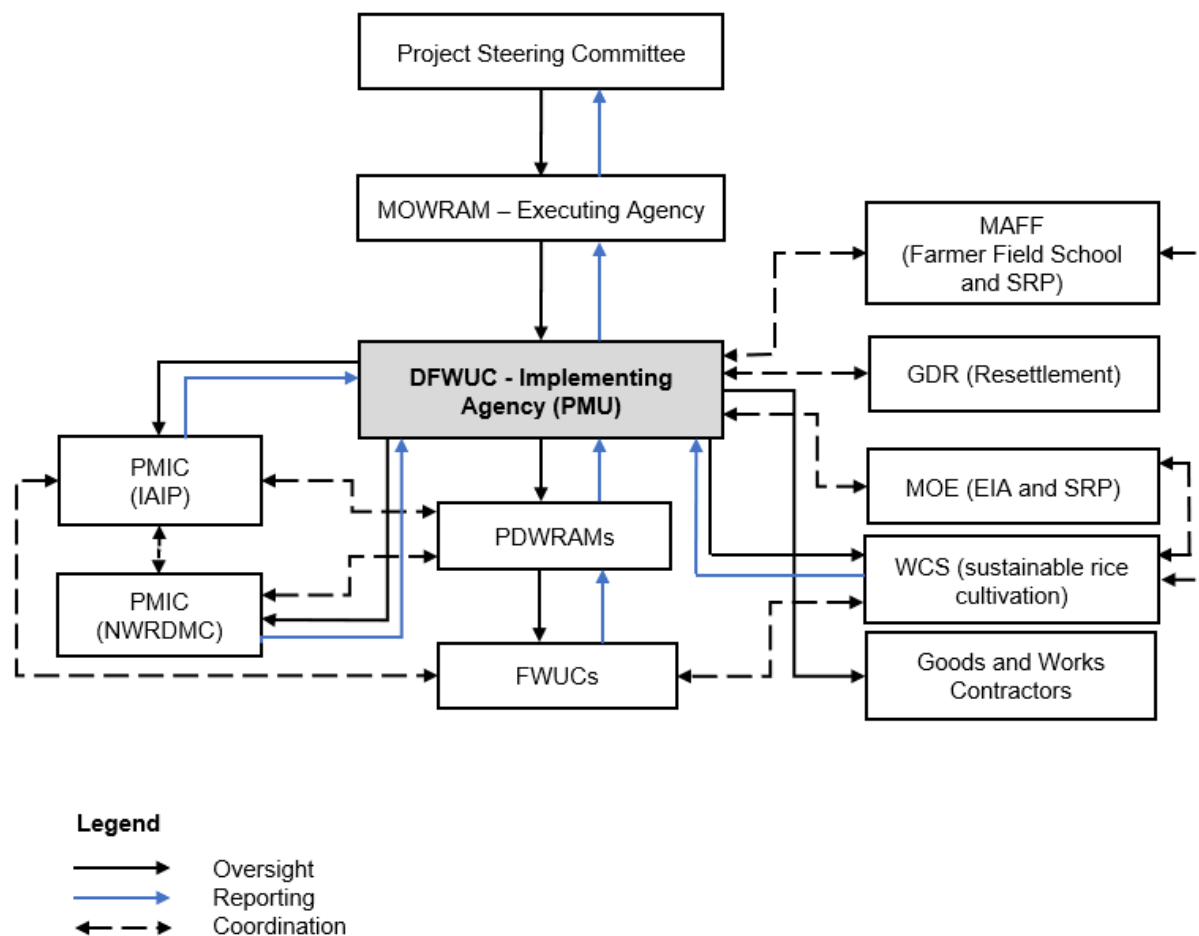 Project Steering Committee
MOWRAM – Executing Agency
MAFF
(Farmer Field School
and SRP)
DFWUC - Implementing
Agency (PMU)
GDR (Resettlement)
PMIC
(IAIP)
MOE (EIA and SRP)
PDWRAMs
WCS (sustainable rice
cultivation)
PMIC
(NWRDMC)
FWUCs
Goods and Works
Contractors
Legend
Oversight
Reporting
Coordination